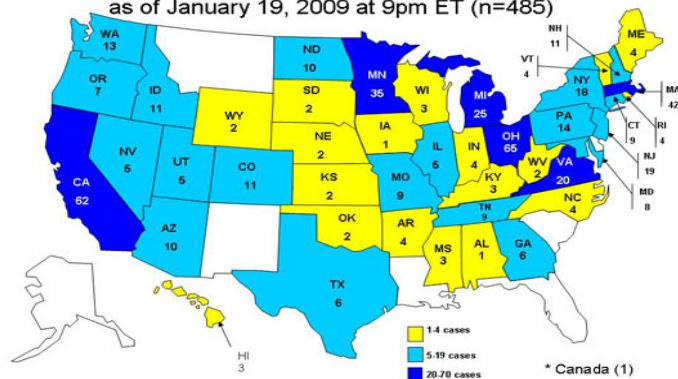 as of January 19, 2009 at 9pm ET (n=485)
WA
13
OR
7
ID
11
ND
10
MN
35
SD
2
WI
3
MI
25
WY
2
IA
1
NE
2
NV
5
UT
5
CO
11
KS
2
MO
9
IL
5
IN
4
OH
65
CA
62
AZ
10
OK
2
AR
4
TX
6
KY
3
TN
9
WV
2
VA
20
NC
4
MS
3
AL
1
GA
6
PA
14
NY
18
ME
4
NH
11
VT
4
MA
42
CT
9
RI
4
NJ
19
MD
8
HI
3
1-4 cases
5-19 cases
20-70 cases
* Canada (1)